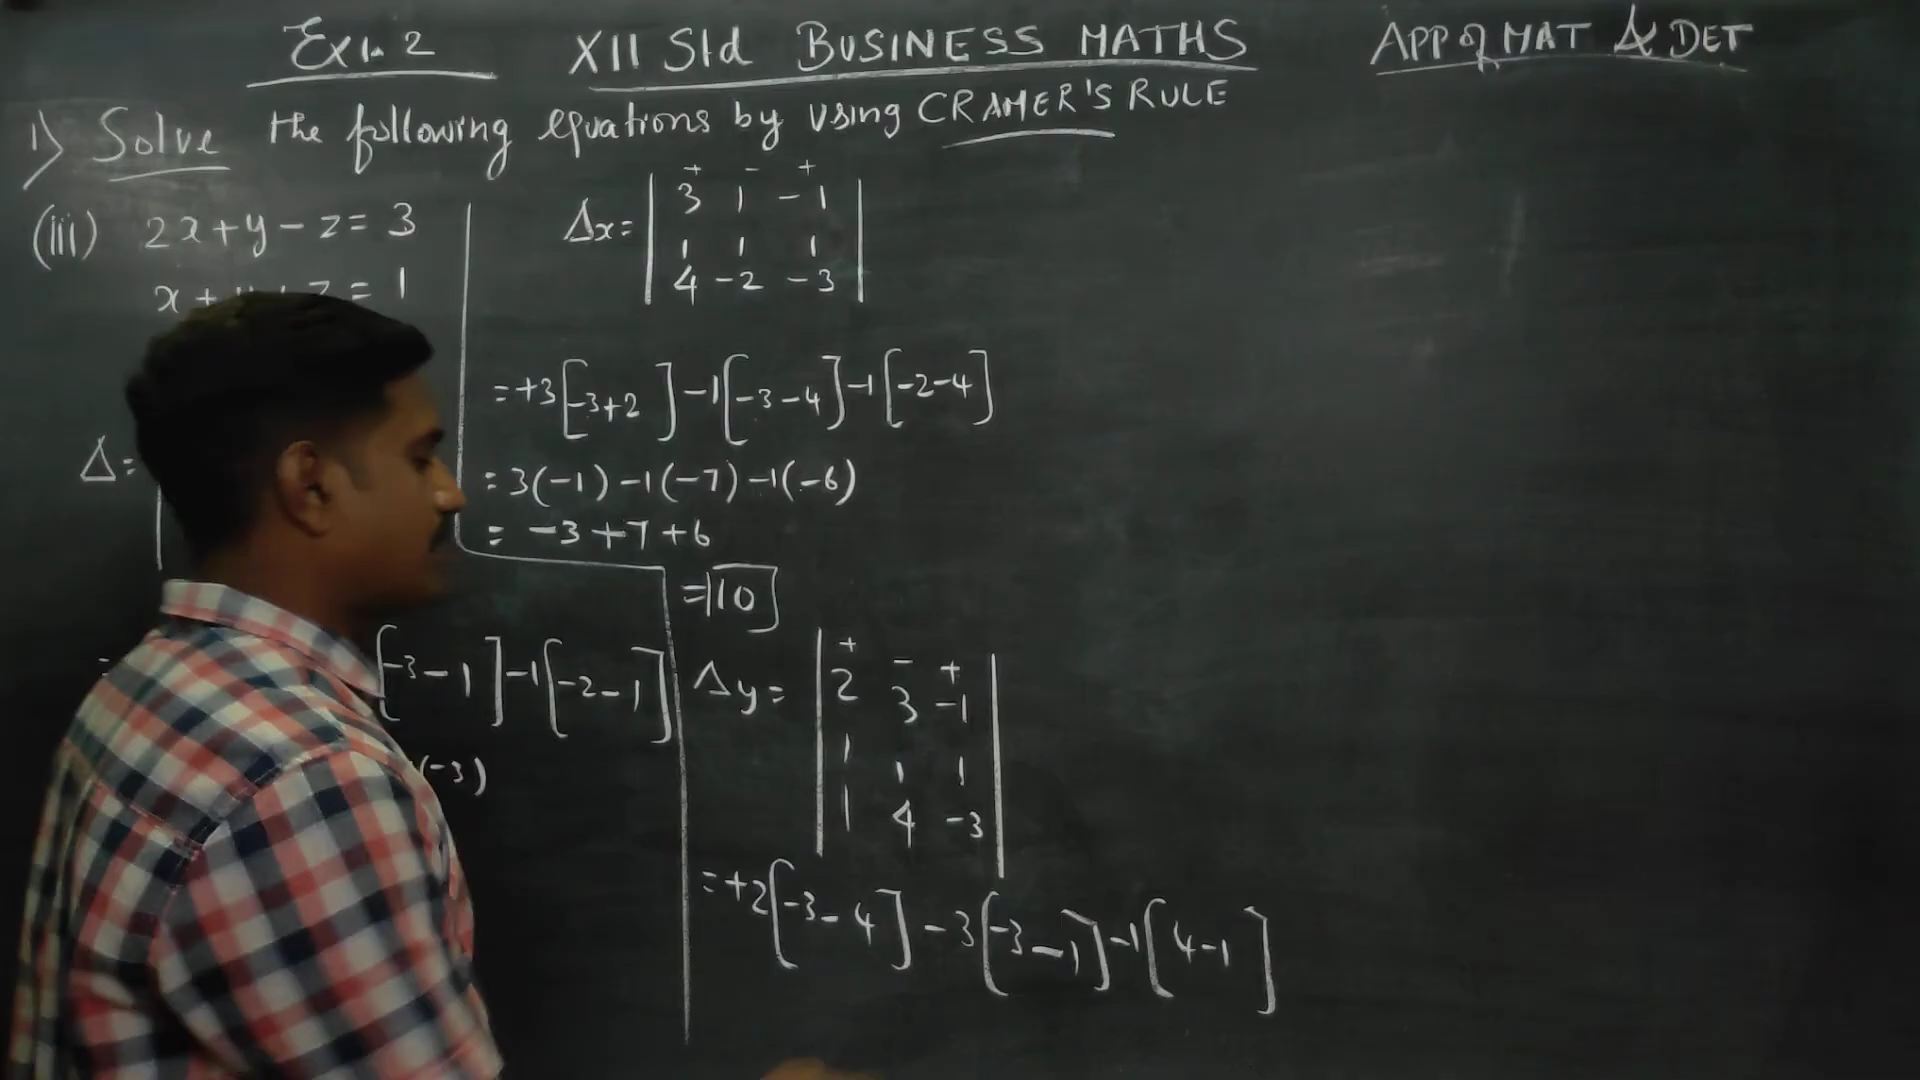 Ex 1.2 XII Std BUSINESS MATHS APP of MAT & DET
1) Solve the following equations by using CRAMER'S RULE
(iii) 2x+y-z=3
x+y+z=1
Δ=
[-3-1]-1[-2-1]
(-3)
+ - +
Δx= | 3 1 -1
1 1 1
4 -2 -3 |
=+3[-3+2]-1[-3-4]-1[-2-4]
=3(-1)-1(-7)-1(-6)
= -3+7+6
=10
+ - +
Δy= | 2 3 -1
1 1 1
1 4 -3 |
=+2[-3-4]-3[-3-1]-1[4-1]